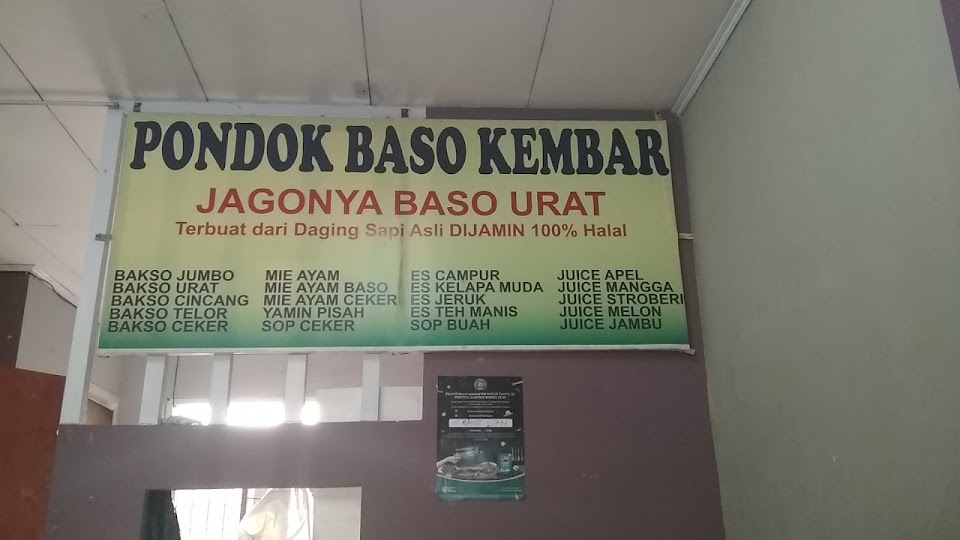 PONDOK BASO KEMBAR
JAGONYA BASO URAT
Terbuat dari Daging Sapi Asli DIJAMIN 100% Halal
BAKSO JUMBO
BAKSO URAT
BAKSO CINCANG
BAKSO TELOR
BAKSO CEKER
MIE AYAM
MIE AYAM BASO
MIE AYAM CEKER
YAMIN PISAH
SOP CEKER
ES CAMPUR
ES KELAPA MUDA
ES JERUK
ES TEH MANIS
SOP BUAH
JUICE APEL
JUICE MANGGA
JUICE STROBERI
JUICE MELON
JUICE JAMBU